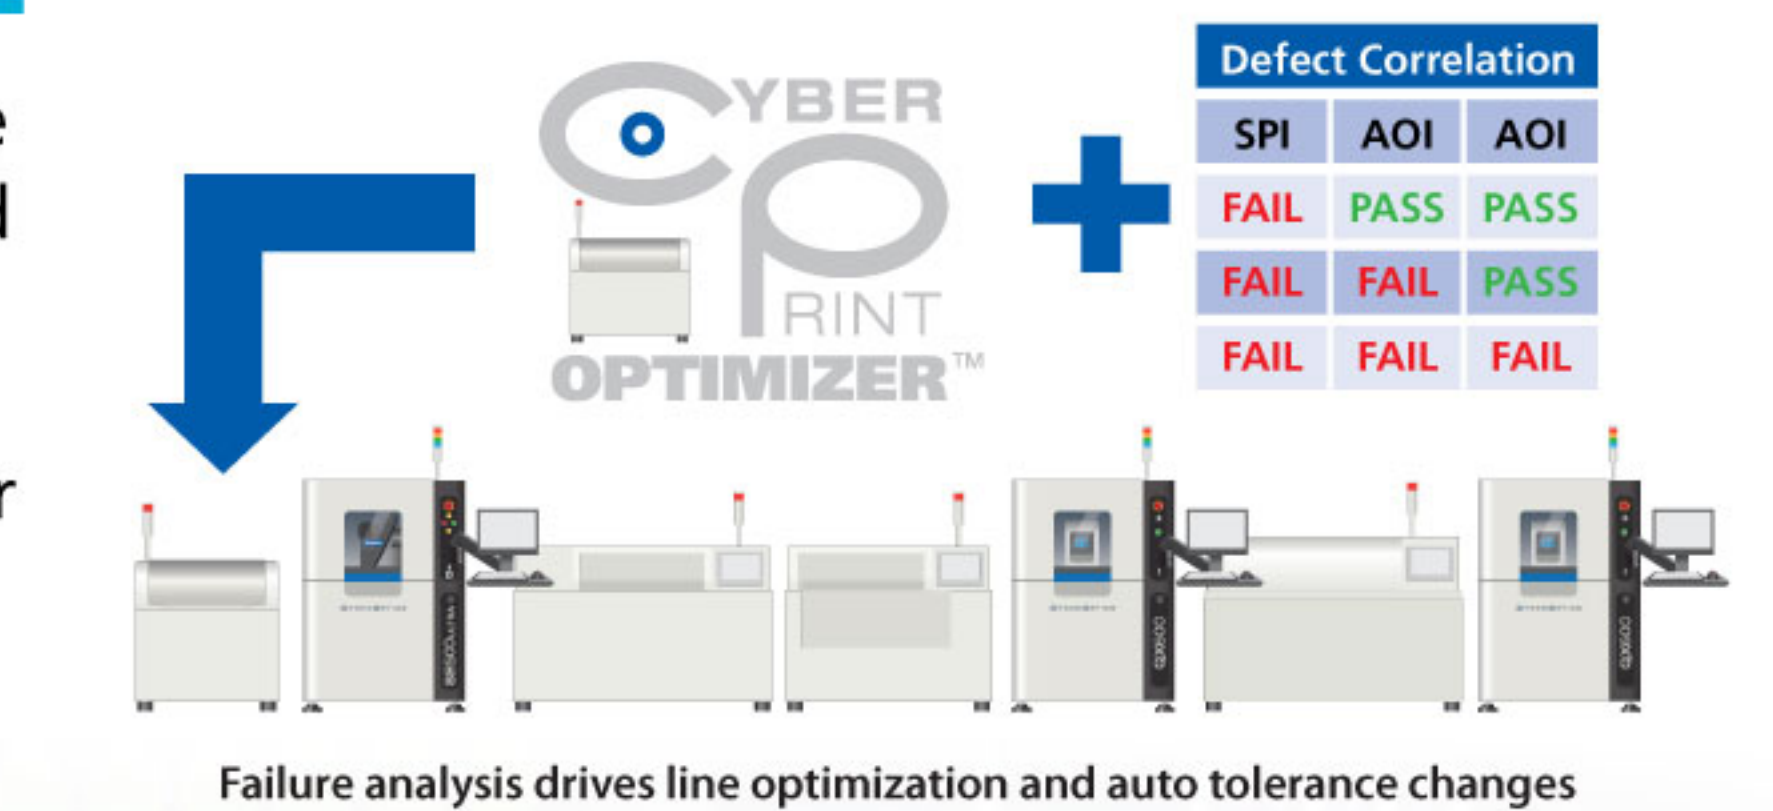 CYBER
PRINT
OPTIMIZER™
Defect Correlation
SPI AOI AOI
FAIL PASS PASS
FAIL FAIL PASS
FAIL FAIL FAIL
Failure analysis drives line optimization and auto tolerance changes